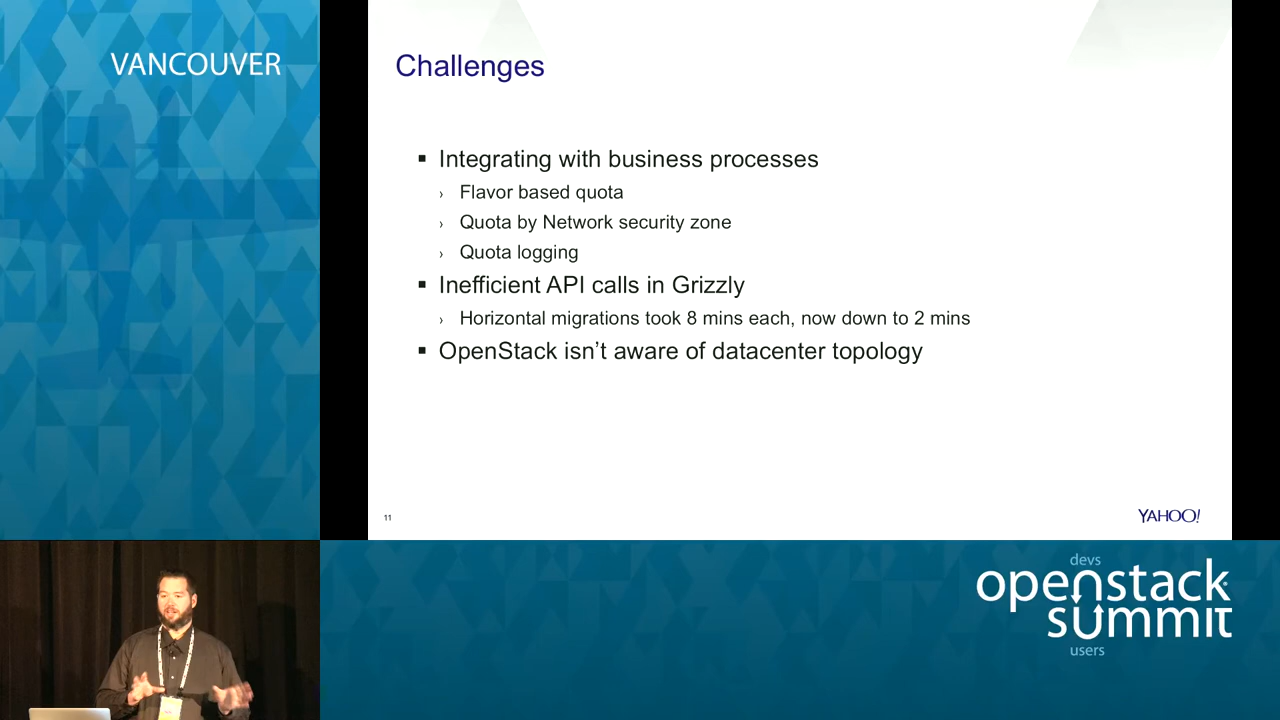 VANCOUVER
Challenges
▪ Integrating with business processes
› Flavor based quota
› Quota by Network security zone
› Quota logging
▪ Inefficient API calls in Grizzly
› Horizontal migrations took 8 mins each, now down to 2 mins
▪ OpenStack isn’t aware of datacenter topology
11
YAHOO!
devs
openstack
summit
users